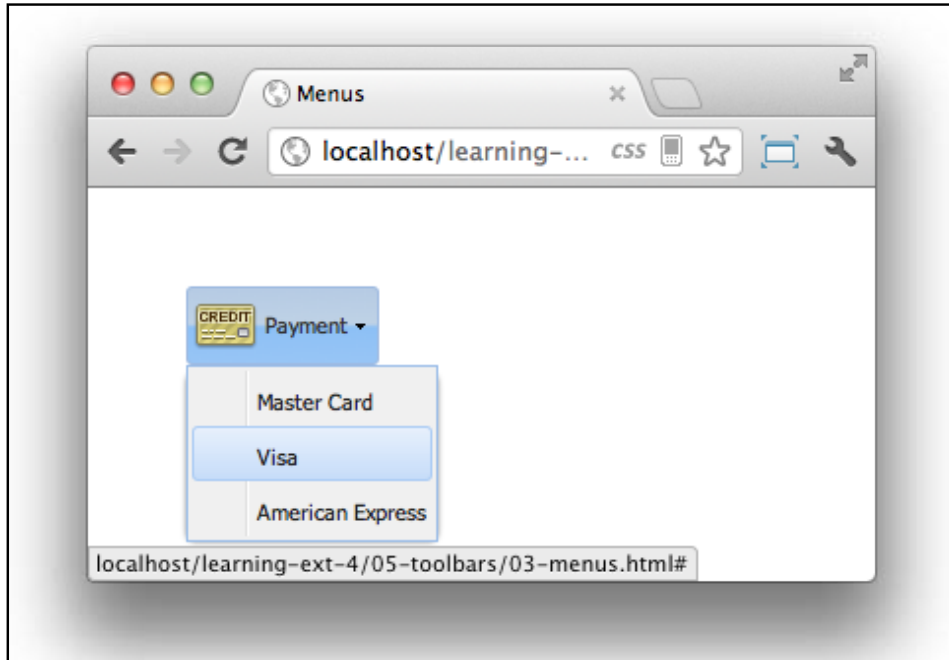 Menus
localhost/learning-... css
CREDIT Payment
Master Card
Visa
American Express
localhost/learning-ext-4/05-toolbars/03-menus.html#